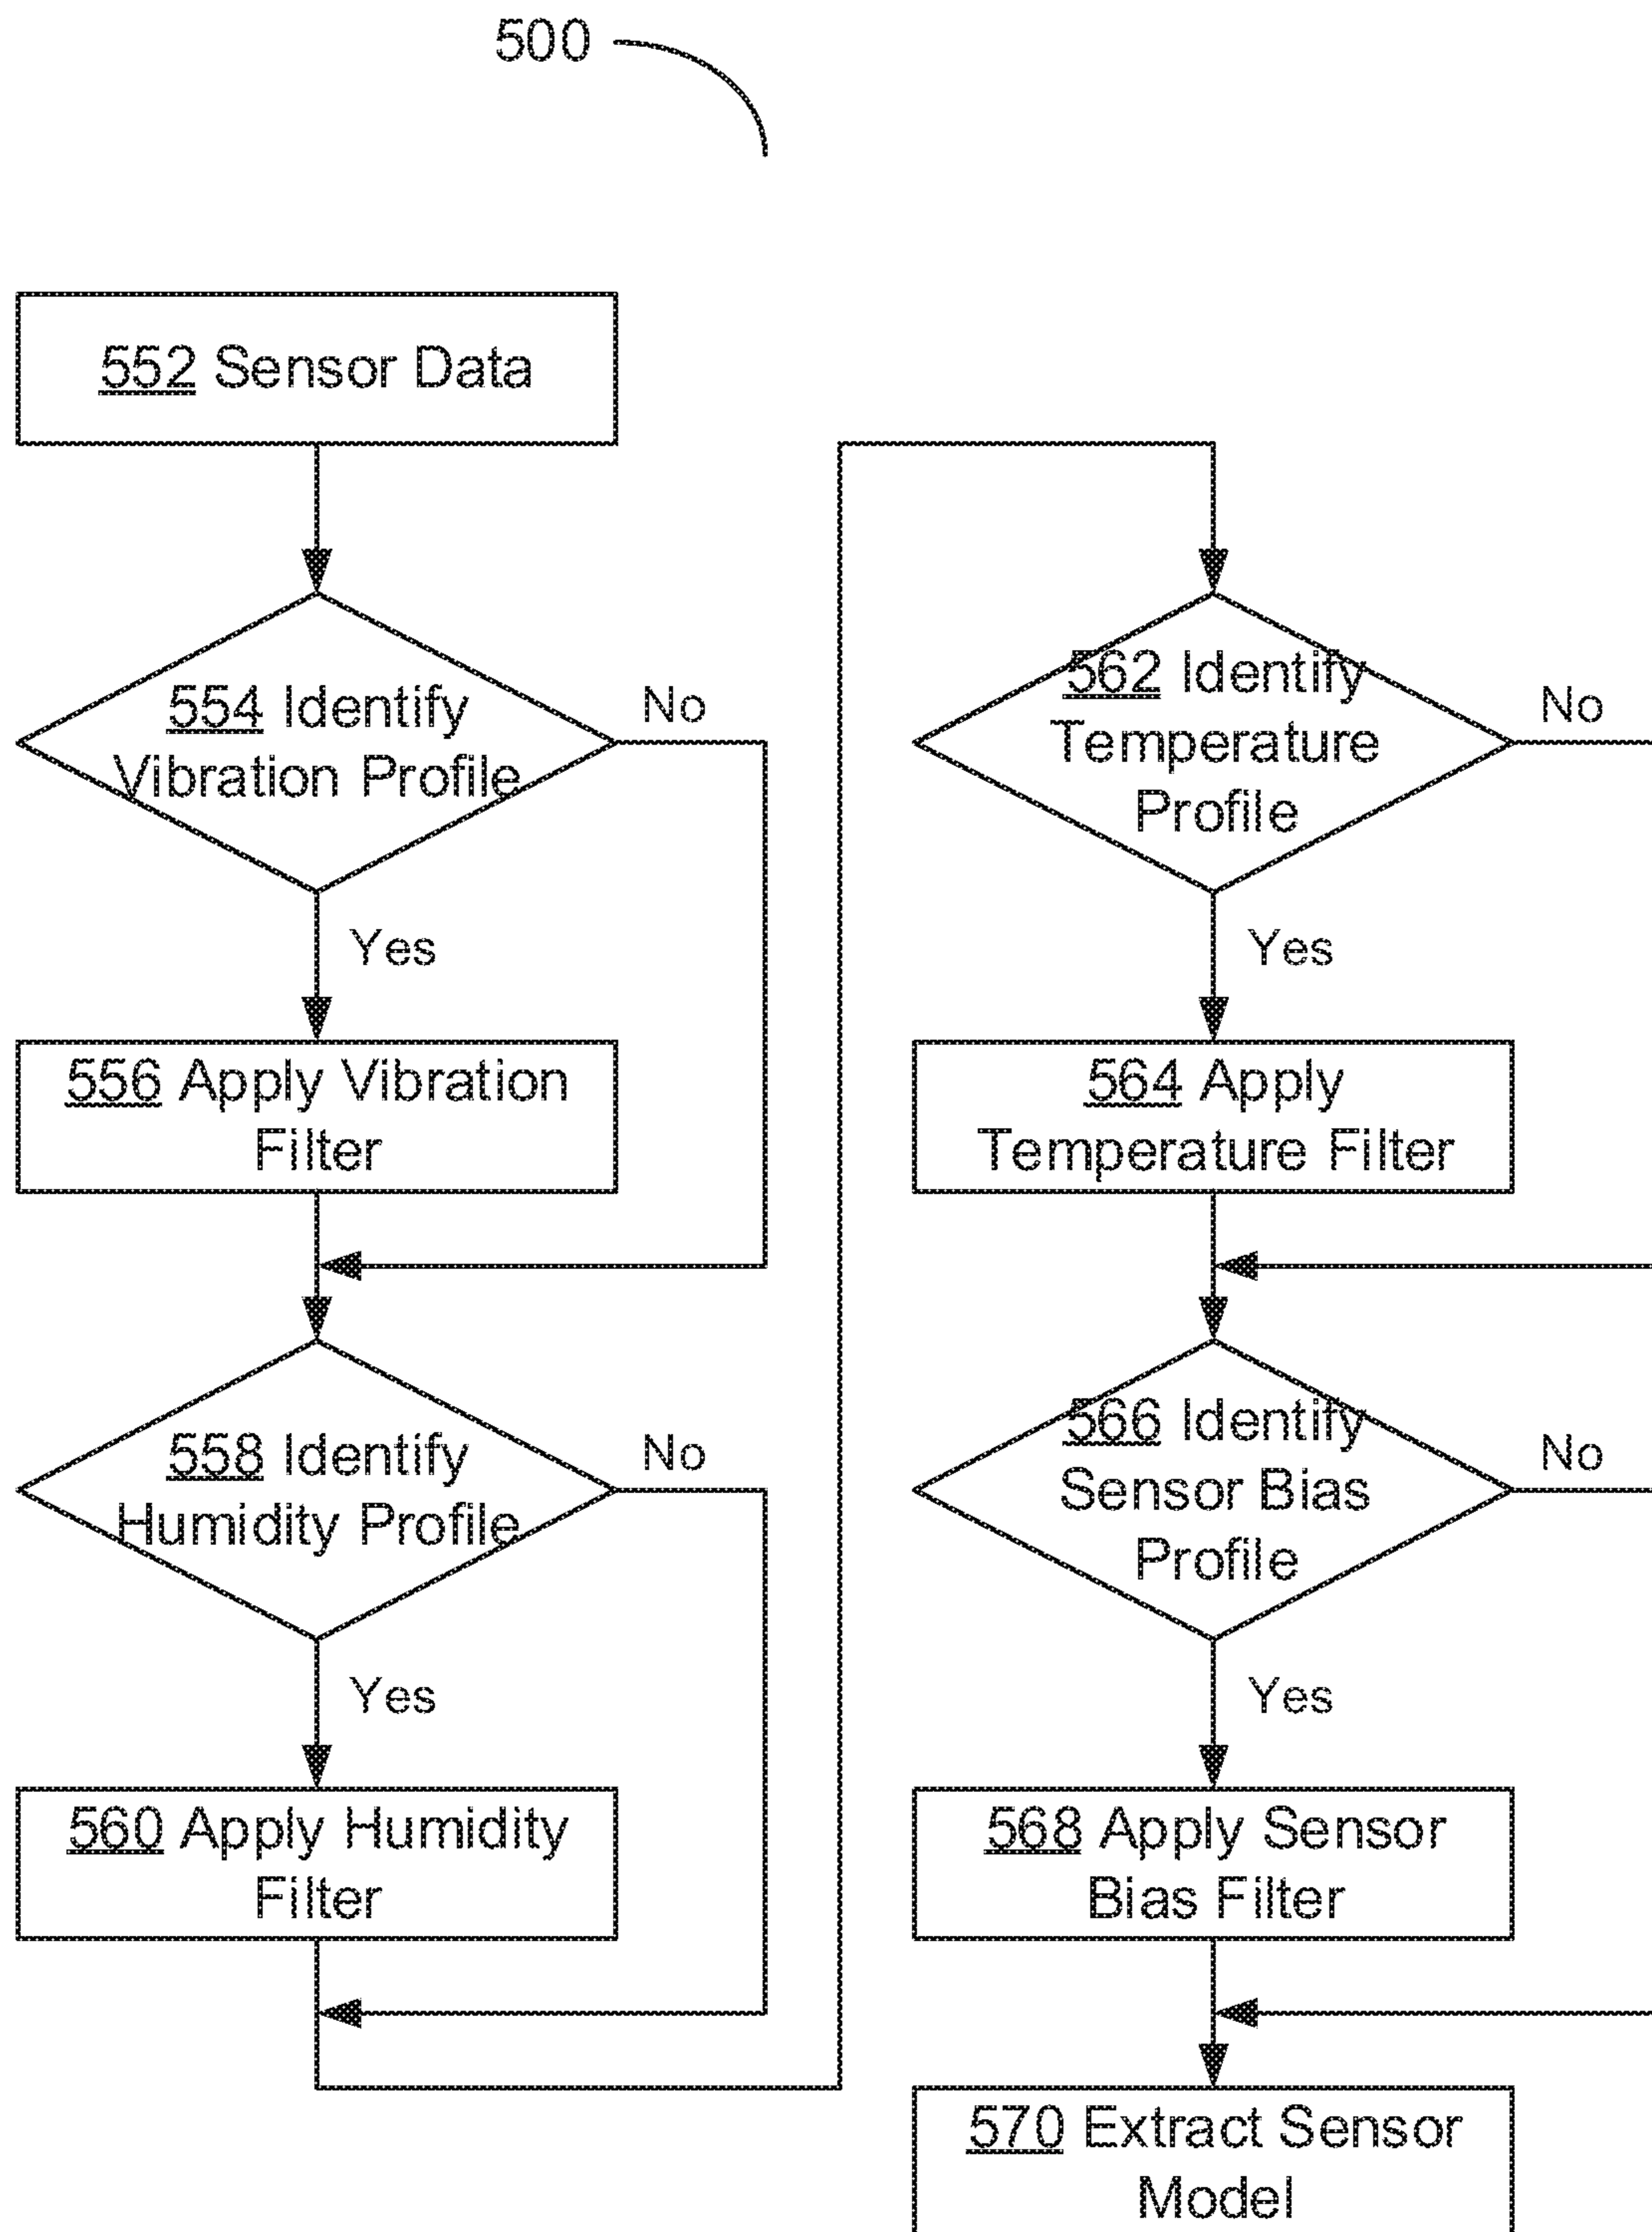 500
552 Sensor Data
554 Identify
Vibration Profile
No
Yes
556 Apply Vibration
Filter
558 Identify
Humidity Profile
No
Yes
560 Apply Humidity
Filter
562 Identify
Temperature
Profile
No
Yes
564 Apply
Temperature Filter
566 Identify
Sensor Bias
Profile
No
Yes
568 Apply Sensor
Bias Filter
570 Extract Sensor
Model